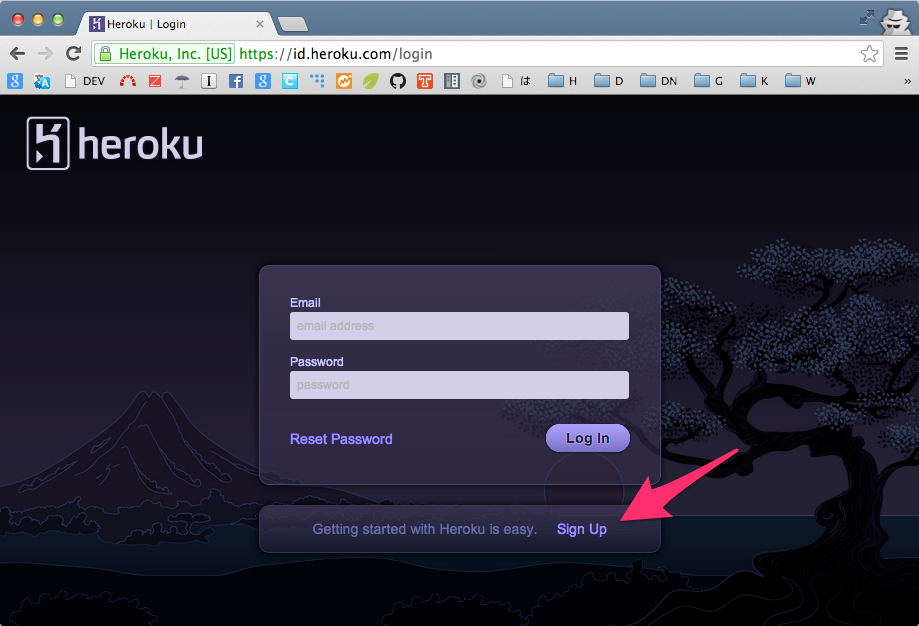 Heroku | Login
Heroku, Inc. [US] https://id.heroku.com/login
DEV は H D DN G K W »
heroku
Email
email address
Password
password
Reset Password Log In
Getting started with Heroku is easy. Sign Up